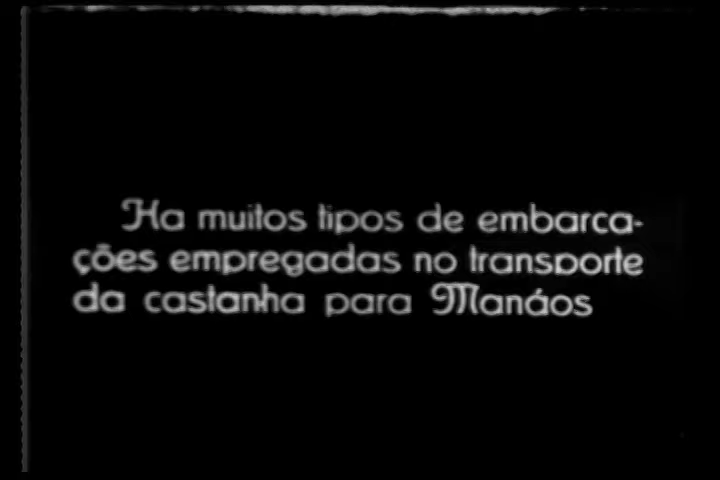 Ha muitos tipos de embarca-
ções empregadas no transporte
da castanha para Manáos